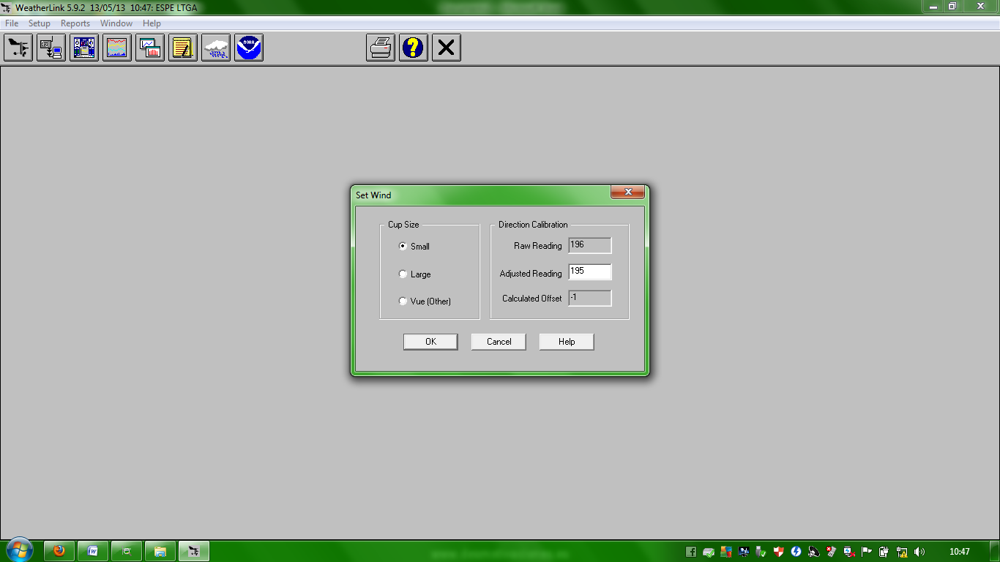 WeatherLink 5.9.2 13/05/13 10:47: ESPE LTGA
File Setup Reports Window Help
NOAA
?
Set Wind
Cup Size
Small
Large
Vue (Other)
Direction Calibration
Raw Reading 196
Adjusted Reading 195
Calculated Offset -1
OK Cancel Help
10:47